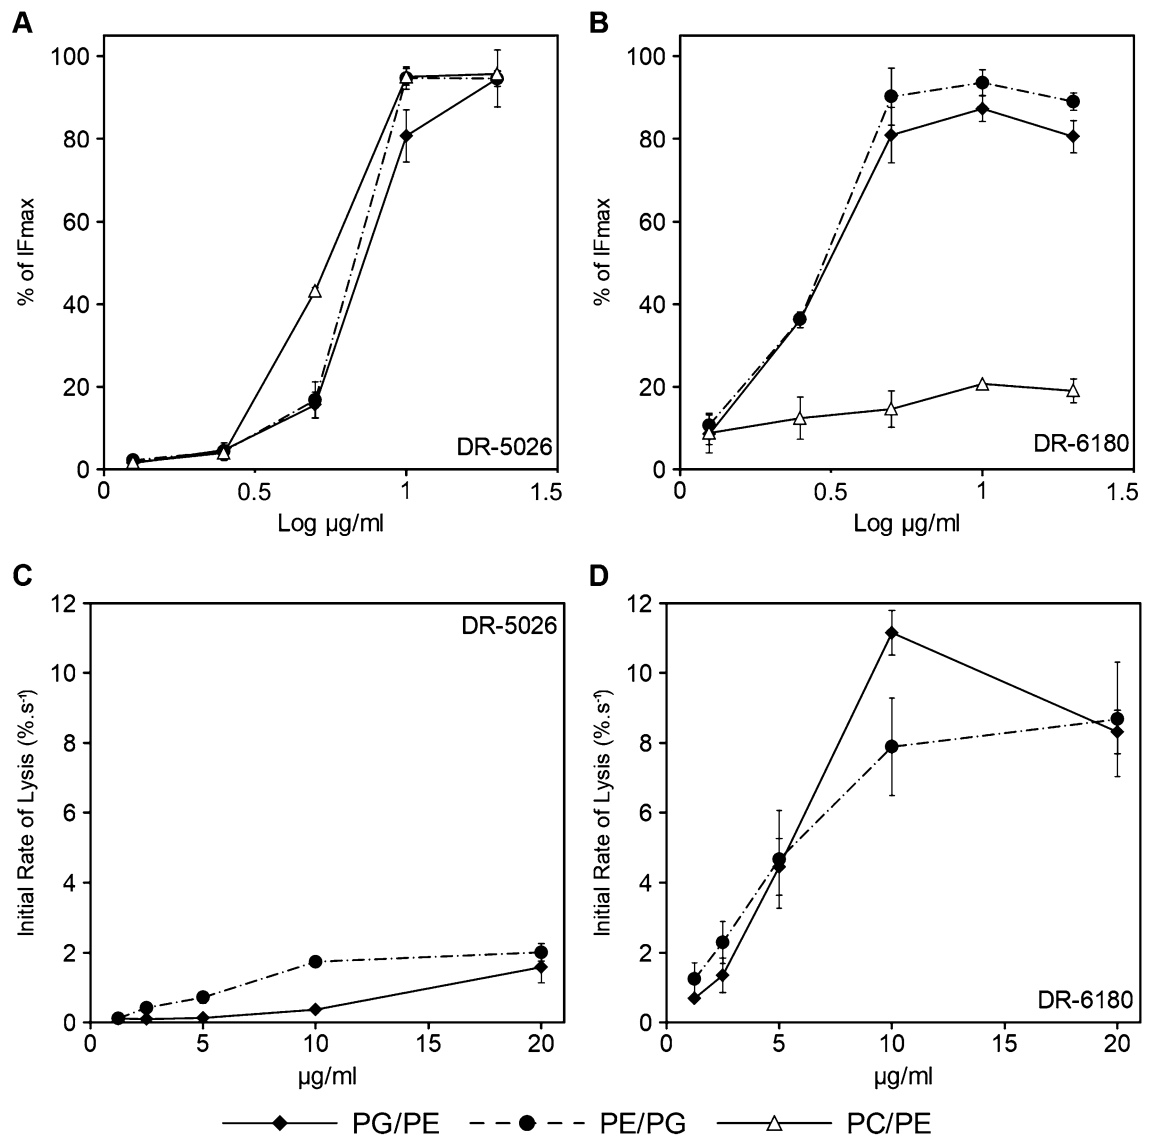 A
100
80
60
40
20
0
% of IFmax
DR-5026
0 0.5 1 1.5
Log µg/ml
B
100
80
60
40
20
0
% of IFmax
DR-6180
0 0.5 1 1.5
Log µg/ml
C
12
10
8
6
4
2
0
Initial Rate of Lysis (%.s⁻¹)
DR-5026
0 5 10 15 20
µg/ml
D
12
10
8
6
4
2
0
Initial Rate of Lysis (%.s⁻¹)
DR-6180
0 5 10 15 20
µg/ml
PG/PE PE/PG PC/PE